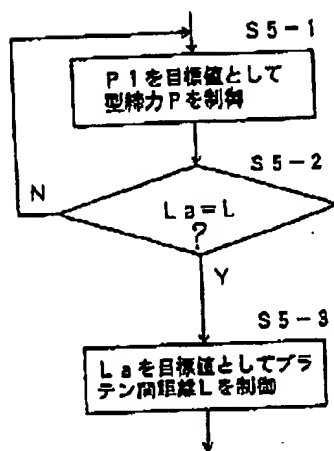 S5-1
P1を目標値として
型締力Pを制御
S5-2
N
La=L
?
Y
S5-3
Laを目標値としてプラ
テン間距離Lを制御